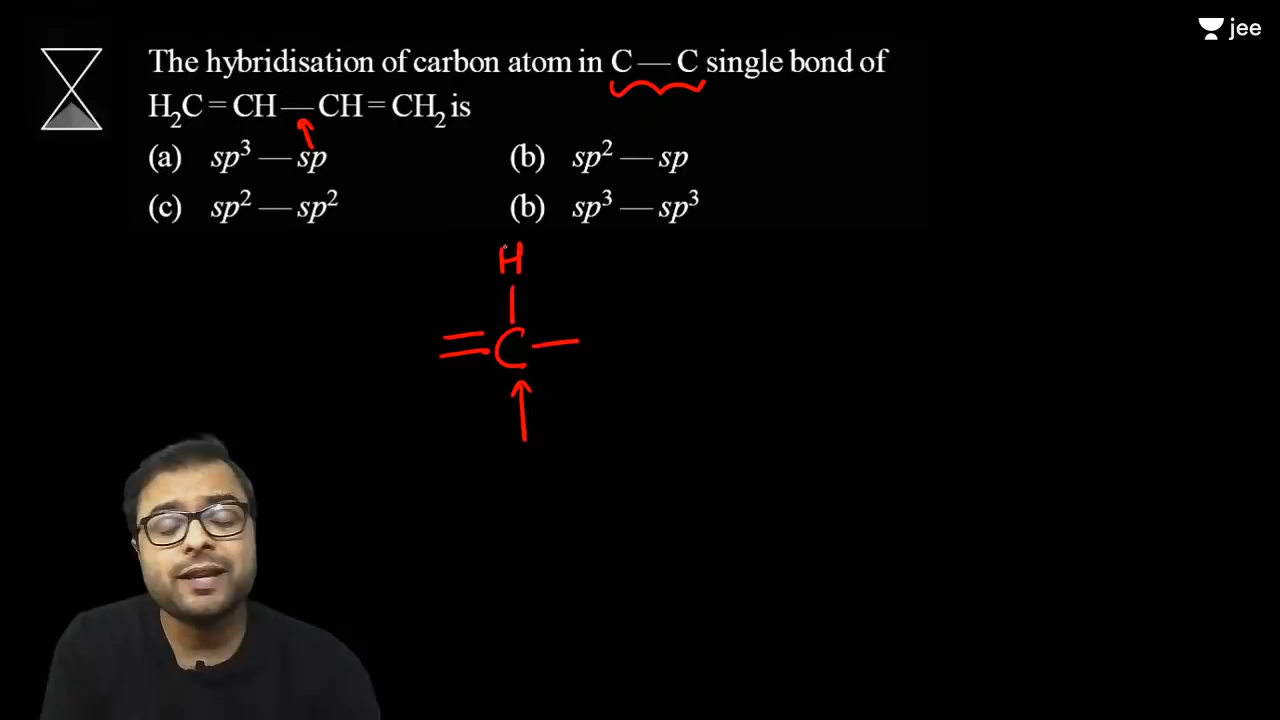 jee
The hybridisation of carbon atom in C — C single bond of
H₂C = CH — CH = CH₂ is
(a) sp³ — sp (b) sp² — sp
(c) sp² — sp² (b) sp³ — sp³
H
= C —